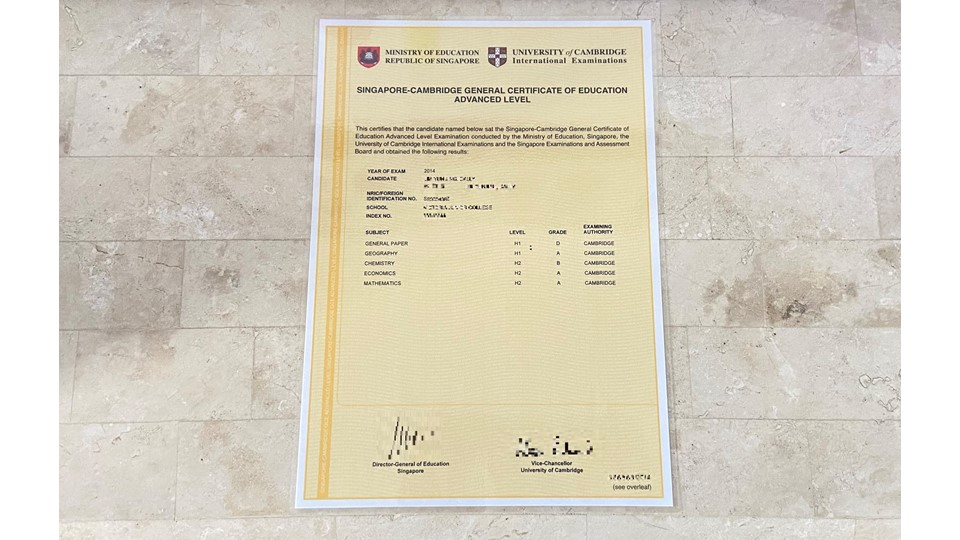 MINISTRY OF EDUCATION
REPUBLIC OF SINGAPORE
UNIVERSITY of CAMBRIDGE
International Examinations
SINGAPORE-CAMBRIDGE GENERAL CERTIFICATE OF EDUCATION
ADVANCED LEVEL
This certifies that the candidate named below sat the Singapore-Cambridge General Certificate of
Education Advanced Level Examination conducted by the Ministry of Education, Singapore, the
University of Cambridge International Examinations and the Singapore Examinations and Assessment
Board and obtained the following results:
YEAR OF EXAM 2014
CANDIDATE
NRIC/FOREIGN
IDENTIFICATION NO.
SCHOOL
INDEX NO.
SUBJECT LEVEL GRADE EXAMINING AUTHORITY
GENERAL PAPER H1 D CAMBRIDGE
GEOGRAPHY H1 A CAMBRIDGE
CHEMISTRY H2 B CAMBRIDGE
ECONOMICS H2 A CAMBRIDGE
MATHEMATICS H2 A CAMBRIDGE
Director-General of Education
Singapore
Vice-Chancellor
University of Cambridge
(see overleaf)